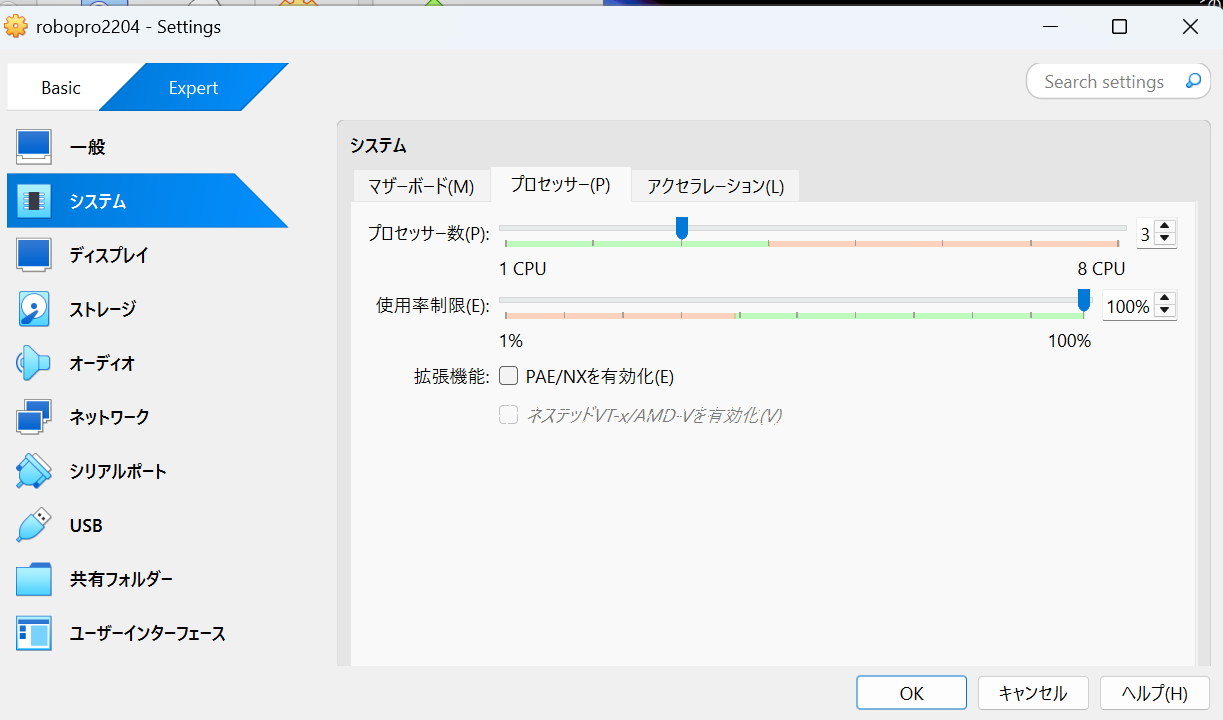 robopro2204 - Settings
Basic
Expert
Search settings
一般
システム
ディスプレイ
ストレージ
オーディオ
ネットワーク
シリアルポート
USB
共有フォルダー
ユーザーインターフェース
システム
マザーボード(M)
プロセッサー(P)
アクセラレーション(L)
プロセッサー数(P):
3
1 CPU
8 CPU
使用率制限(E):
100%
1%
100%
拡張機能:
PAE/NXを有効化(E)
ネステッドVT-x/AMD-Vを有効化(V)
OK
キャンセル
ヘルプ(H)